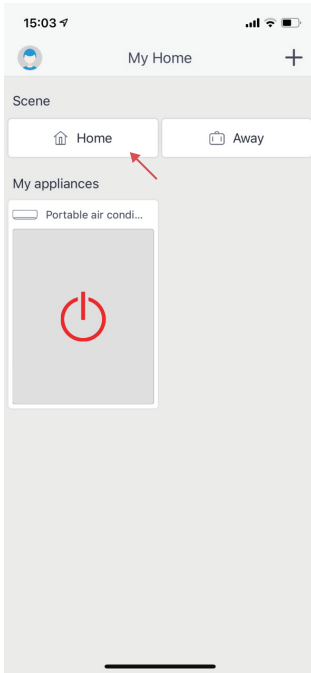 15:03
My Home
Scene
Home
Away
My appliances
Portable air condi...